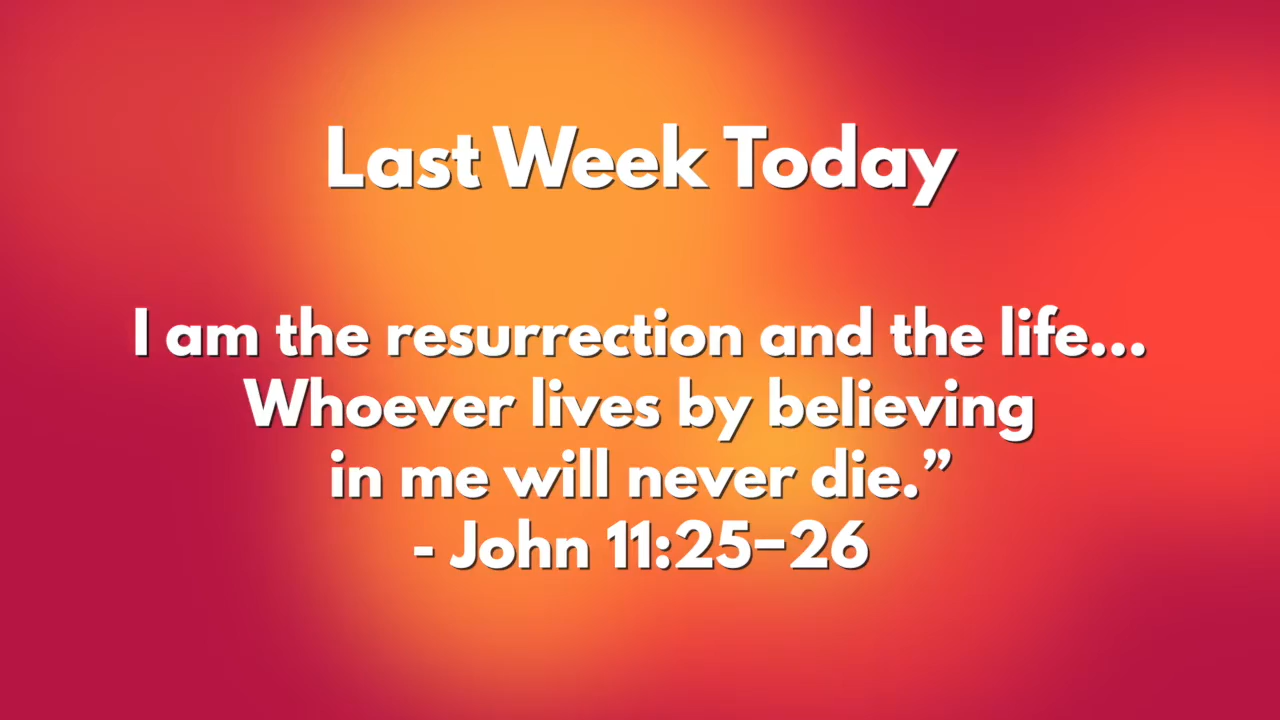 Last Week Today
I am the resurrection and the life...
Whoever lives by believing
in me will never die.”
- John 11:25–26